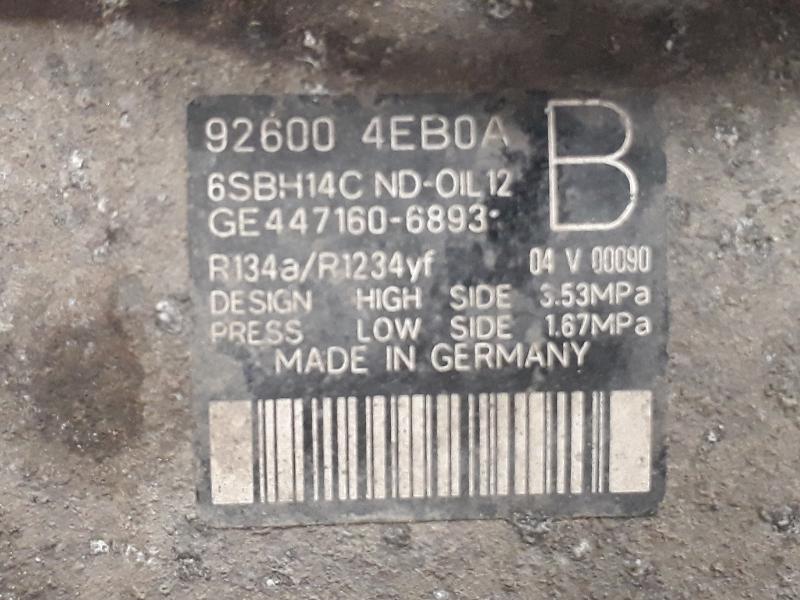 92600 4EB0A B
6SBH14C ND-OIL12
GE447160-6893
R134a/R1234yf 04 V 00090
DESIGN HIGH SIDE 3.53MPa
PRESS LOW SIDE 1.67MPa
MADE IN GERMANY